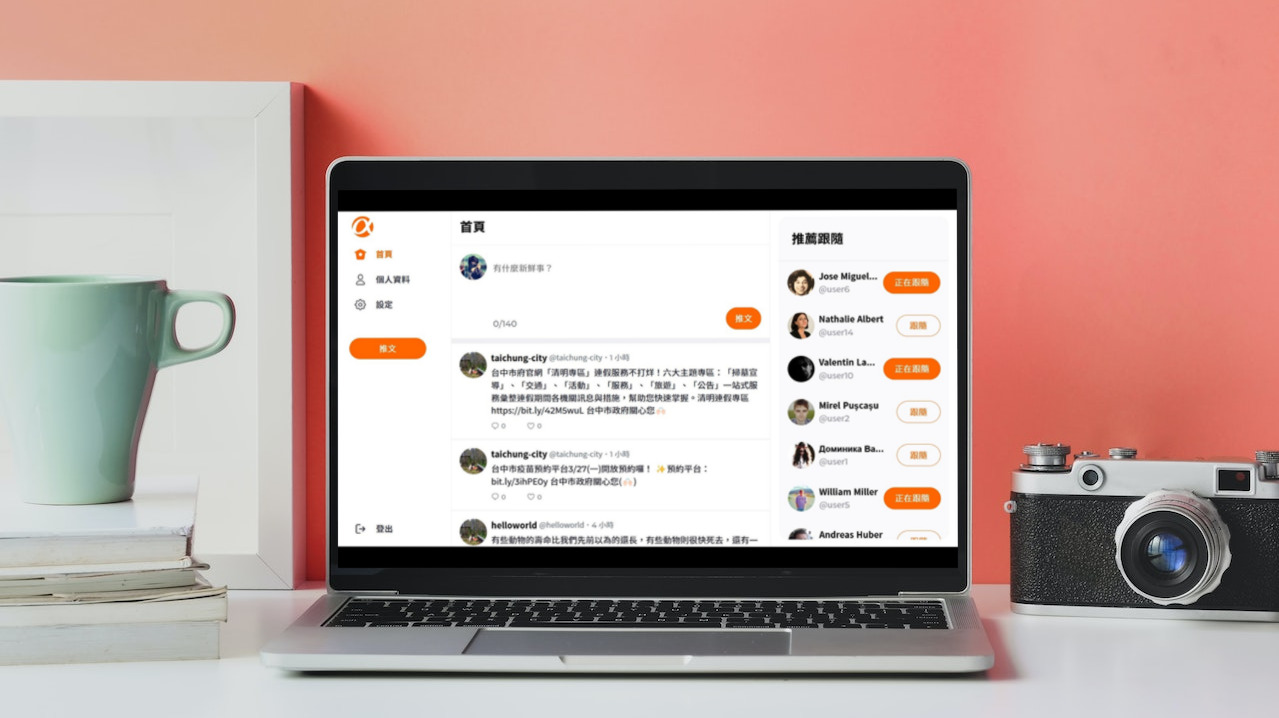 首頁
個人資料
設定
推文
登出
首頁
有什麼新鮮事？
0/140
推文
taichung-city @taichung-city・1 小時
台中市府官網「清明專區」連假服務不打烊！六大主題專區：「掃墓宣
導」、「交通」、「活動」、「服務」、「旅遊」、「公告」一站式服
務彙整連假期間各機關訊息與措施，幫助您快速掌握。清明連假專區
https://bit.ly/42M5wuL 台中市政府關心您🙌🏻
0 0
taichung-city @taichung-city・1 小時
台中市疫苗預約平台3/27(一)開放預約囉！ ✨預約平台：
bit.ly/3ihPE0y 台中市政府關心您(🙌🏻)
0 0
helloworld @helloworld・4 小時
有些動物的壽命比我們先前以為的還長，有些動物則很快死去，還有一
推薦跟隨
Jose Miguel...
@user6
正在跟隨
Nathalie Albert
@user14
跟隨
Valentin La...
@user10
正在跟隨
Mirel Pușcașu
@user2
跟隨
Доминика Ва...
@user1
跟隨
William Miller
@user5
正在跟隨
Andreas Huber